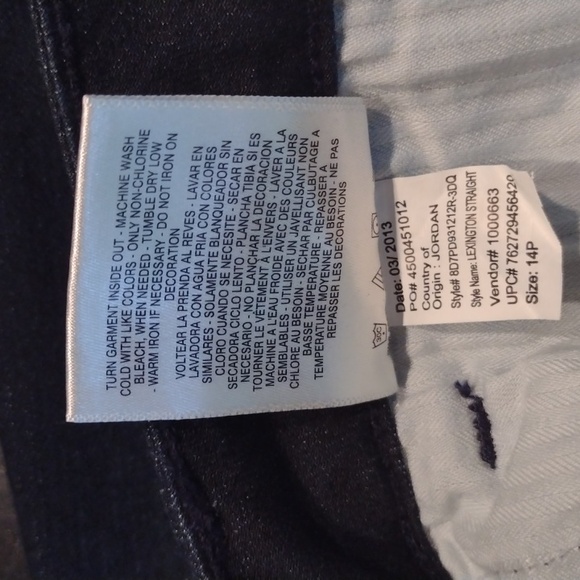 TURN GARMENT INSIDE OUT - MACHINE WASH
COLD WITH LIKE COLORS - ONLY NON-CHLORINE
BLEACH, WHEN NEEDED - TUMBLE DRY LOW
- WARM IRON IF NECESSARY - DO NOT IRON ON
DECORATION
VOLTEAR LA PRENDA AL REVES - LAVAR EN
LAVADORA CON AGUA FRIA CON COLORES
SIMILARES - SOLAMENTE BLANQUEADOR SIN
CLORO CUANDO SE NECESITE - SECAR EN
SECADORA CICLO LENTO - PLANCHA TIBIA SI ES
NECESARIO - NO PLANCHAR LA DECORACION
TOURNER LE VÊTEMENT À L'ENVERS - LAVER À LA
MACHINE A L'EAU FROIDE AVEC DES COULEURS
SEMBLABLES - UTILISER UN JAVELLISANT NON
CHLORE AU BESOIN - SECHAR PAR CULBUTAGE A
BASSE TEMPERATURE - REPASSER A
TEMPERATURE MOYENNE AU BESOIN - NE PAS
REPASSER LES DECORATIONS
Date: 03/ 2013
PO# 4500451012
Country of
Origin : JORDAN
Style# 8D7PD931212R-3DQ
Style Name: LEXINGTON STRAIGHT
Vendor# 1000663
UPC# 762729456420
Size: 14P